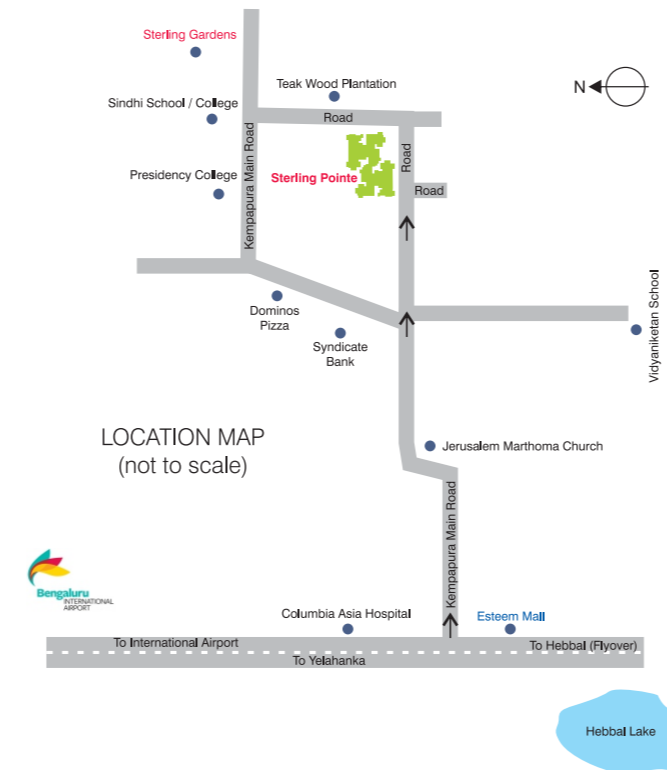 Sterling Gardens
Teak Wood Plantation
N
Sindhi School / College
Road
Presidency College
Kempapura Main Road
Sterling Pointe
Road
Road
Dominos
Pizza
Syndicate
Bank
Vidyaniketan School
LOCATION MAP
(not to scale)
Jerusalem Marthoma Church
Kempapura Main Road
Bengaluru
INTERNATIONAL
AIRPORT
Columbia Asia Hospital
Esteem Mall
To International Airport
To Hebbal (Flyover)
To Yelahanka
Hebbal Lake